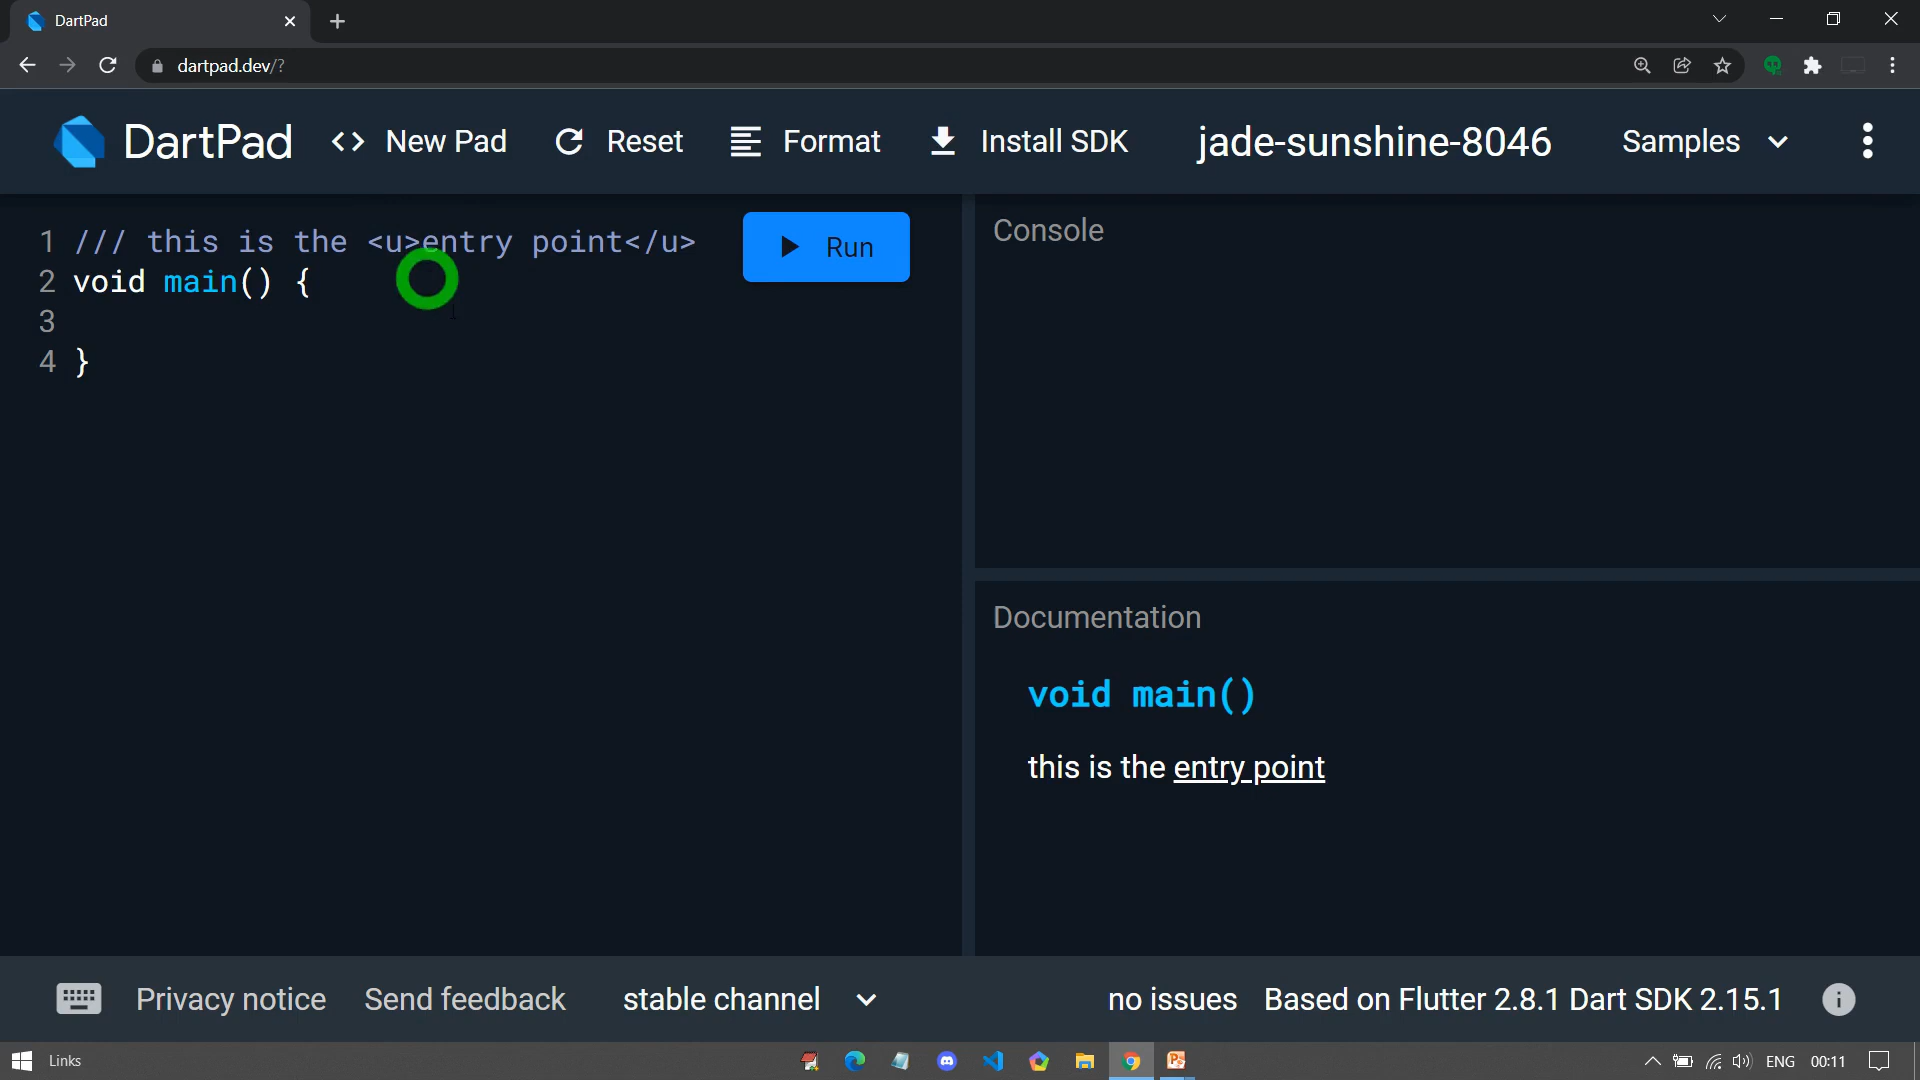 DartPad
dartpad.dev/?
DartPad
<> New Pad
Reset
Format
Install SDK
jade-sunshine-8046
Samples
1 /// this is the <u>entry point</u>
2 void main() {
3
4 }
Run
Console
Documentation
void main()
this is the entry point
Privacy notice
Send feedback
stable channel
no issues
Based on Flutter 2.8.1 Dart SDK 2.15.1
Links
ENG
00:11